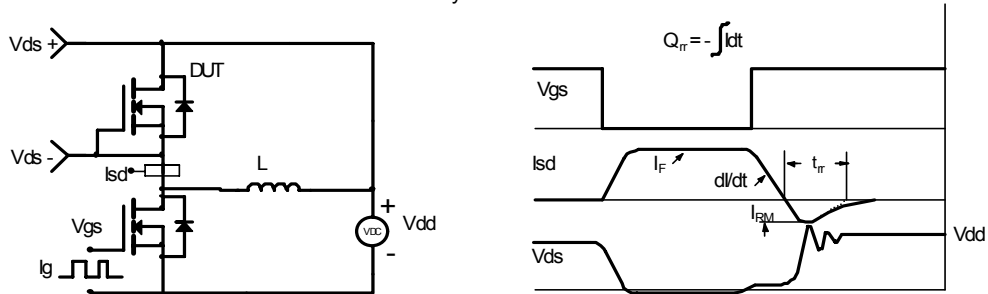 Vds +
DUT
Vds -
Isd
L
Vgs
Ig
+
VDC
-
Vdd
Qrr = - ∫ Idt
Vgs
Isd
IF
dI/dt
trr
IRM
Vdd
Vds